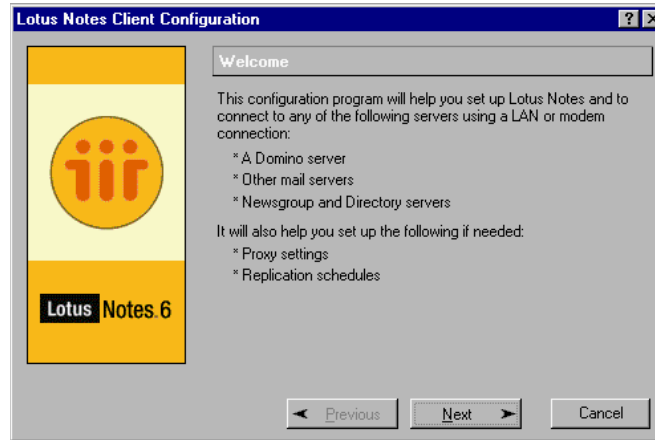 Lotus Notes Client Configuration
Welcome
This configuration program will help you set up Lotus Notes and to
connect to any of the following servers using a LAN or modem
connection:
* A Domino server
* Other mail servers
* Newsgroup and Directory servers
It will also help you set up the following if needed:
* Proxy settings
* Replication schedules
Lotus Notes.6
Previous
Next
Cancel